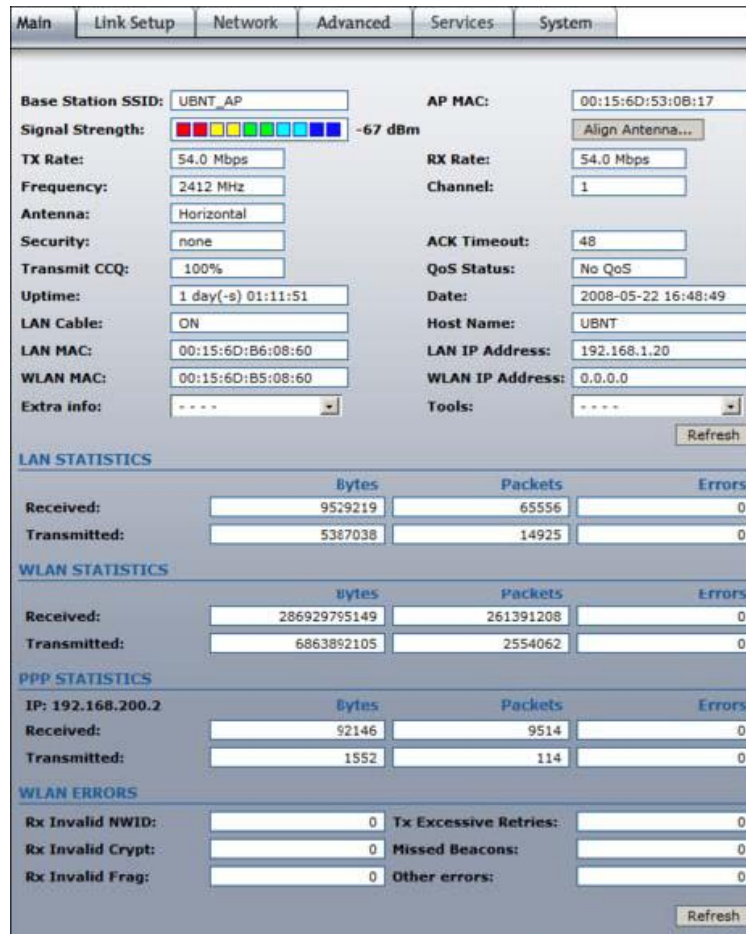 Main Link Setup Network Advanced Services System
Base Station SSID: UBNT_AP AP MAC: 00:15:6D:53:0B:17
Signal Strength: -67 dBm Align Antenna...
TX Rate: 54.0 Mbps RX Rate: 54.0 Mbps
Frequency: 2412 MHz Channel: 1
Antenna: Horizontal
Security: none ACK Timeout: 48
Transmit CCQ: 100% QoS Status: No QoS
Uptime: 1 day(-s) 01:11:51 Date: 2008-05-22 16:48:49
LAN Cable: ON Host Name: UBNT
LAN MAC: 00:15:6D:B6:08:60 LAN IP Address: 192.168.1.20
WLAN MAC: 00:15:6D:B5:08:60 WLAN IP Address: 0.0.0.0
Extra info: - - - - Tools: - - - -
Refresh
LAN STATISTICS
Bytes Packets Errors
Received: 9529219 65556 0
Transmitted: 5387038 14925 0
WLAN STATISTICS
Bytes Packets Errors
Received: 286929795149 261391208 0
Transmitted: 6863892105 2554062 0
PPP STATISTICS
IP: 192.168.200.2 Bytes Packets Errors
Received: 92146 9514 0
Transmitted: 1552 114 0
WLAN ERRORS
Rx Invalid NWID: 0 Tx Excessive Retries: 0
Rx Invalid Crypt: 0 Missed Beacons: 0
Rx Invalid Frag: 0 Other errors: 0
Refresh